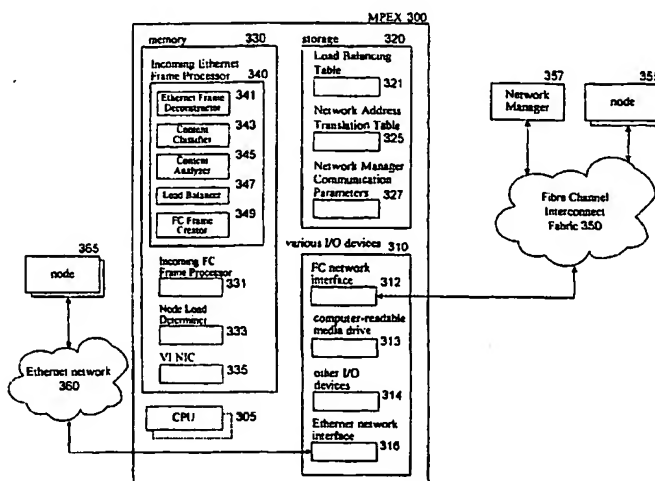 MPEX 300
memory 330
Incoming Ethernet
Frame Processor 340
Ethernet Frame
Deconstructor 341
Content
Classifier 343
Content
Analyzer 345
Load Balancer 347
FC Frame
Creator 349
Incoming FC
Frame Processor
331
Node Load
Determiner
333
VI NIC
335
CPU 305
storage 320
Load Balancing
Table
321
Network Address
Translation Table
325
Network Manager
Communication
Parameters
327
various I/O devices 310
FC network
interface 312
computer-readable
media drive
313
other I/O
devices
314
Ethernet network
interface
316
357
Network
Manager
355
node
Fibre Channel
Interconnect
Fabric 350
365
node
Ethernet network
360